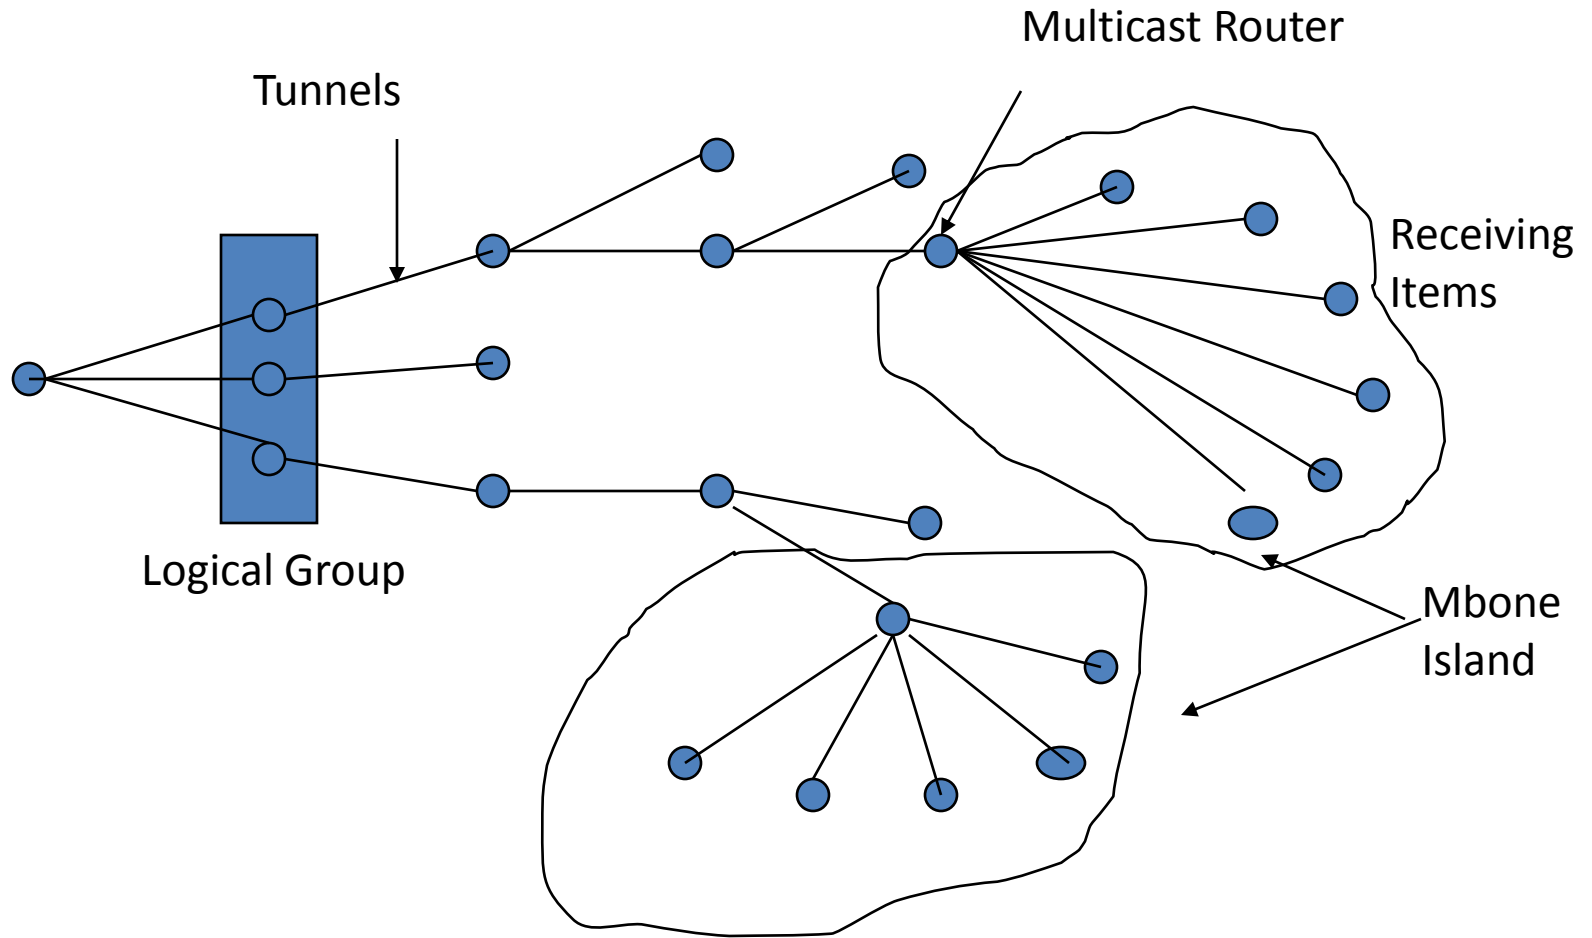 Multicast Router
Tunnels
Receiving
Items
Logical Group
Mbone
Island